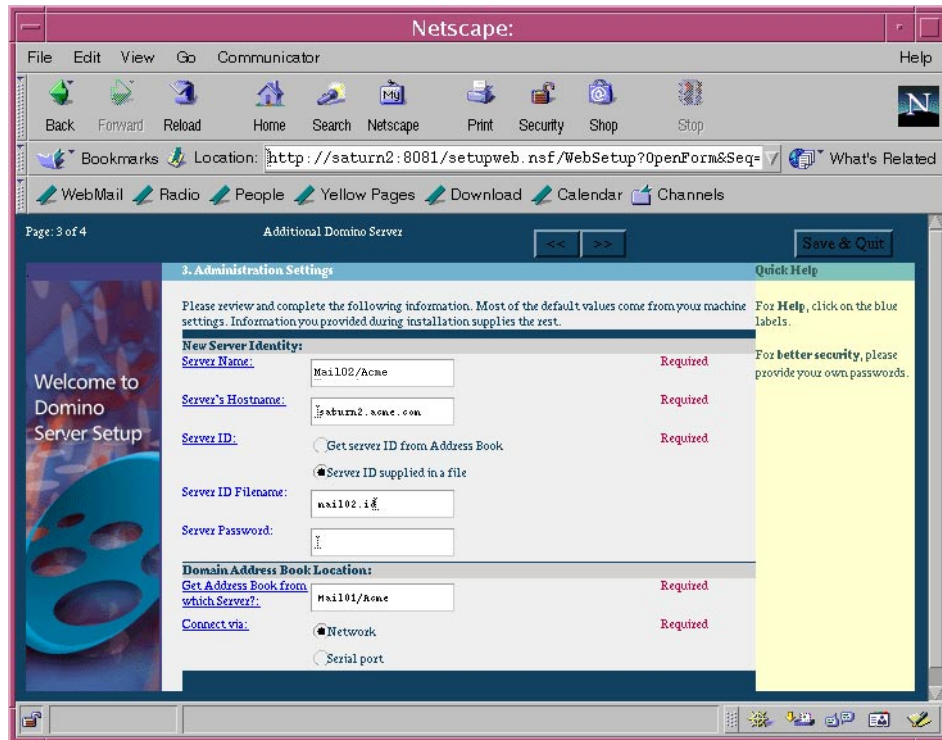 Netscape:
File Edit View Go Communicator Help
My
N
Back Forward Reload Home Search Netscape Print Security Shop Stop
Bookmarks Location: http://saturn2:8081/setupweb.nsf/WebSetup?OpenForm&Seq= What's Related
WebMail Radio People Yellow Pages Download Calendar Channels
Page: 3 of 4 Additional Domino Server << >> Save & Quit
3. Administration Settings Quick Help
Please review and complete the following information. Most of the default values come from your machine
settings. Information you provided during installation supplies the rest.
For Help, click on the blue
labels.
For better security, please
provide your own passwords.
Welcome to
Domino
Server Setup
New Server Identity:
Server Name: Mail02/Acme Required
Server's Hostname: saturn2.acme.com Required
Server ID: Get server ID from Address Book Required
Server ID supplied in a file
Server ID Filename: mail02.id
Server Password:
Domain Address Book Location:
Get Address Book from
which Server?: Mail01/Acme Required
Connect via: Network Required
Serial port